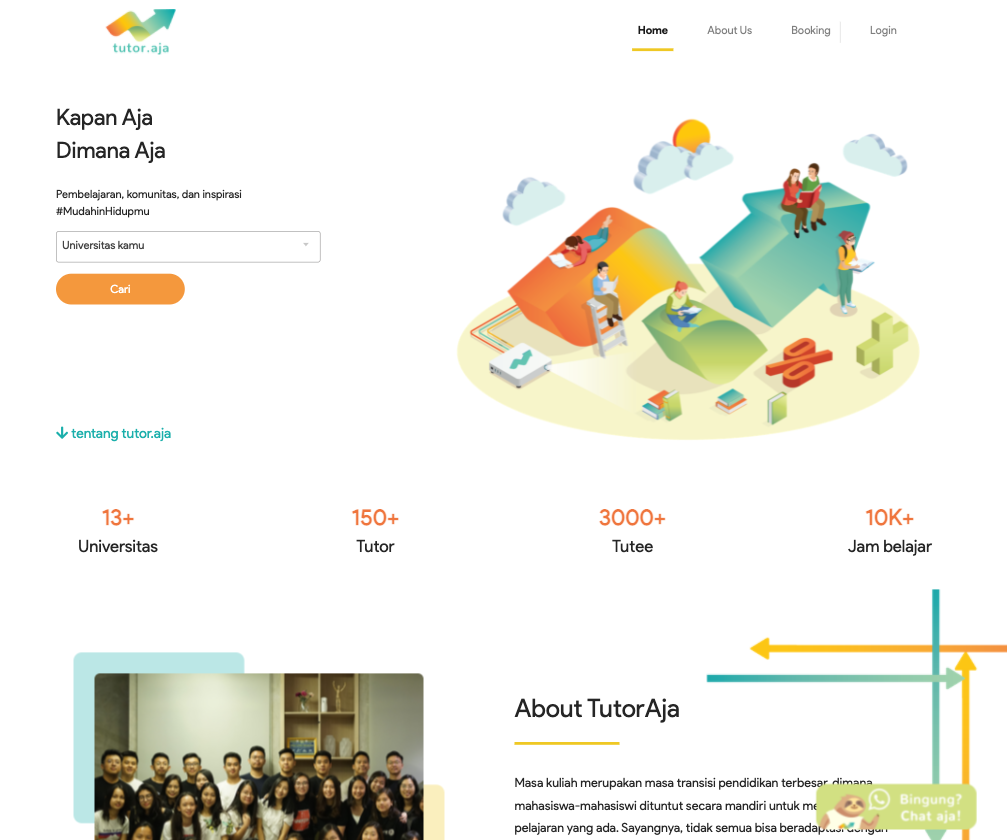 tutor.aja
Home
About Us
Booking
Login
Kapan Aja
Dimana Aja
Pembelajaran, komunitas, dan inspirasi
#MudahinHidupmu
Universitas kamu
Cari
tentang tutor.aja
13+
Universitas
150+
Tutor
3000+
Tutee
10K+
Jam belajar
About TutorAja
Masa kuliah merupakan masa transisi pendidikan terbesar, dimana
mahasiswa-mahasiswi dituntut secara mandiri untuk me
pelajaran yang ada. Sayangnya, tidak semua bisa beradaptasi dengan
Bingung?
Chat aja!